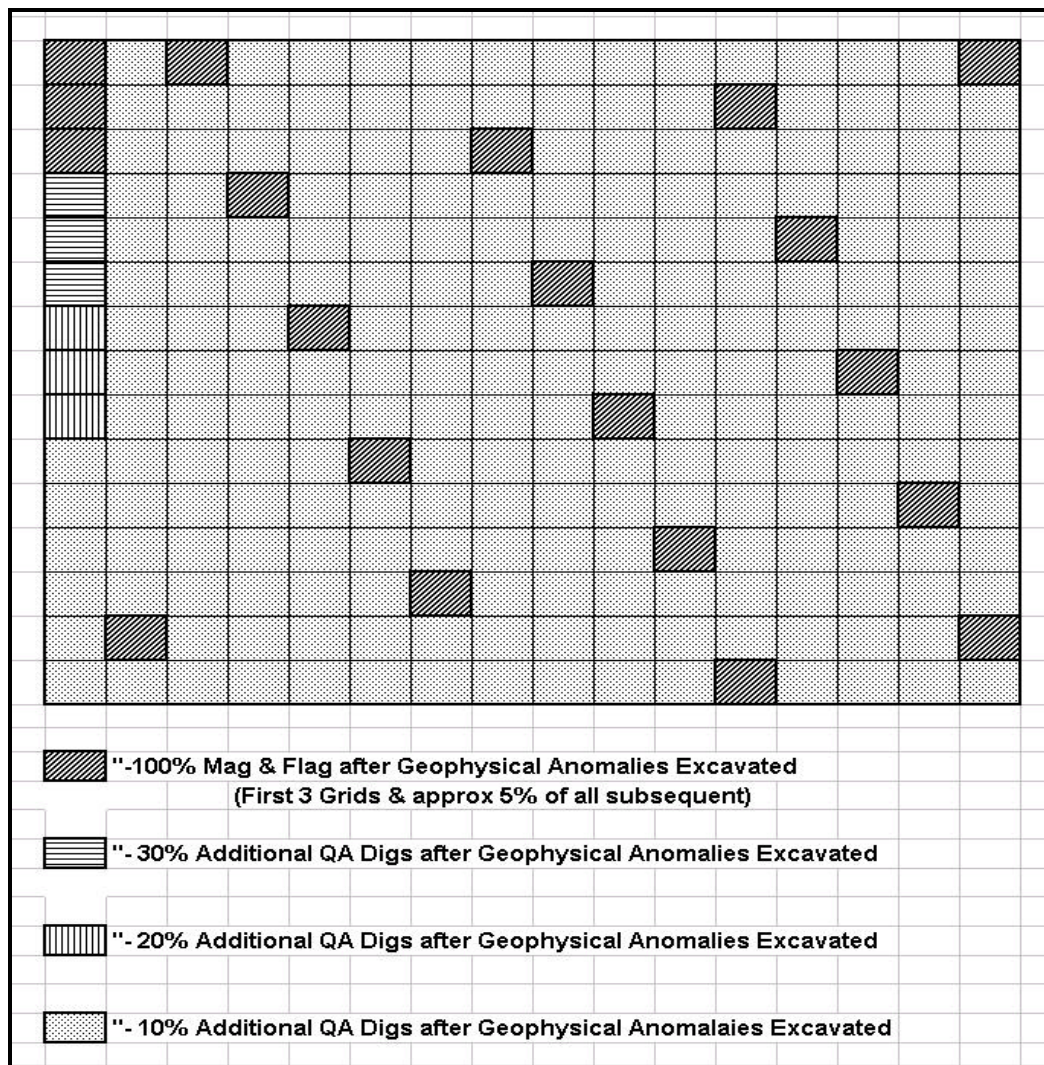 "-100% Mag & Flag after Geophysical Anomalies Excavated
(First 3 Grids & approx 5% of all subsequent)
"- 30% Additional QA Digs after Geophysical Anomalies Excavated
"- 20% Additional QA Digs after Geophysical Anomalies Excavated
"- 10% Additional QA Digs after Geophysical Anomalaies Excavated